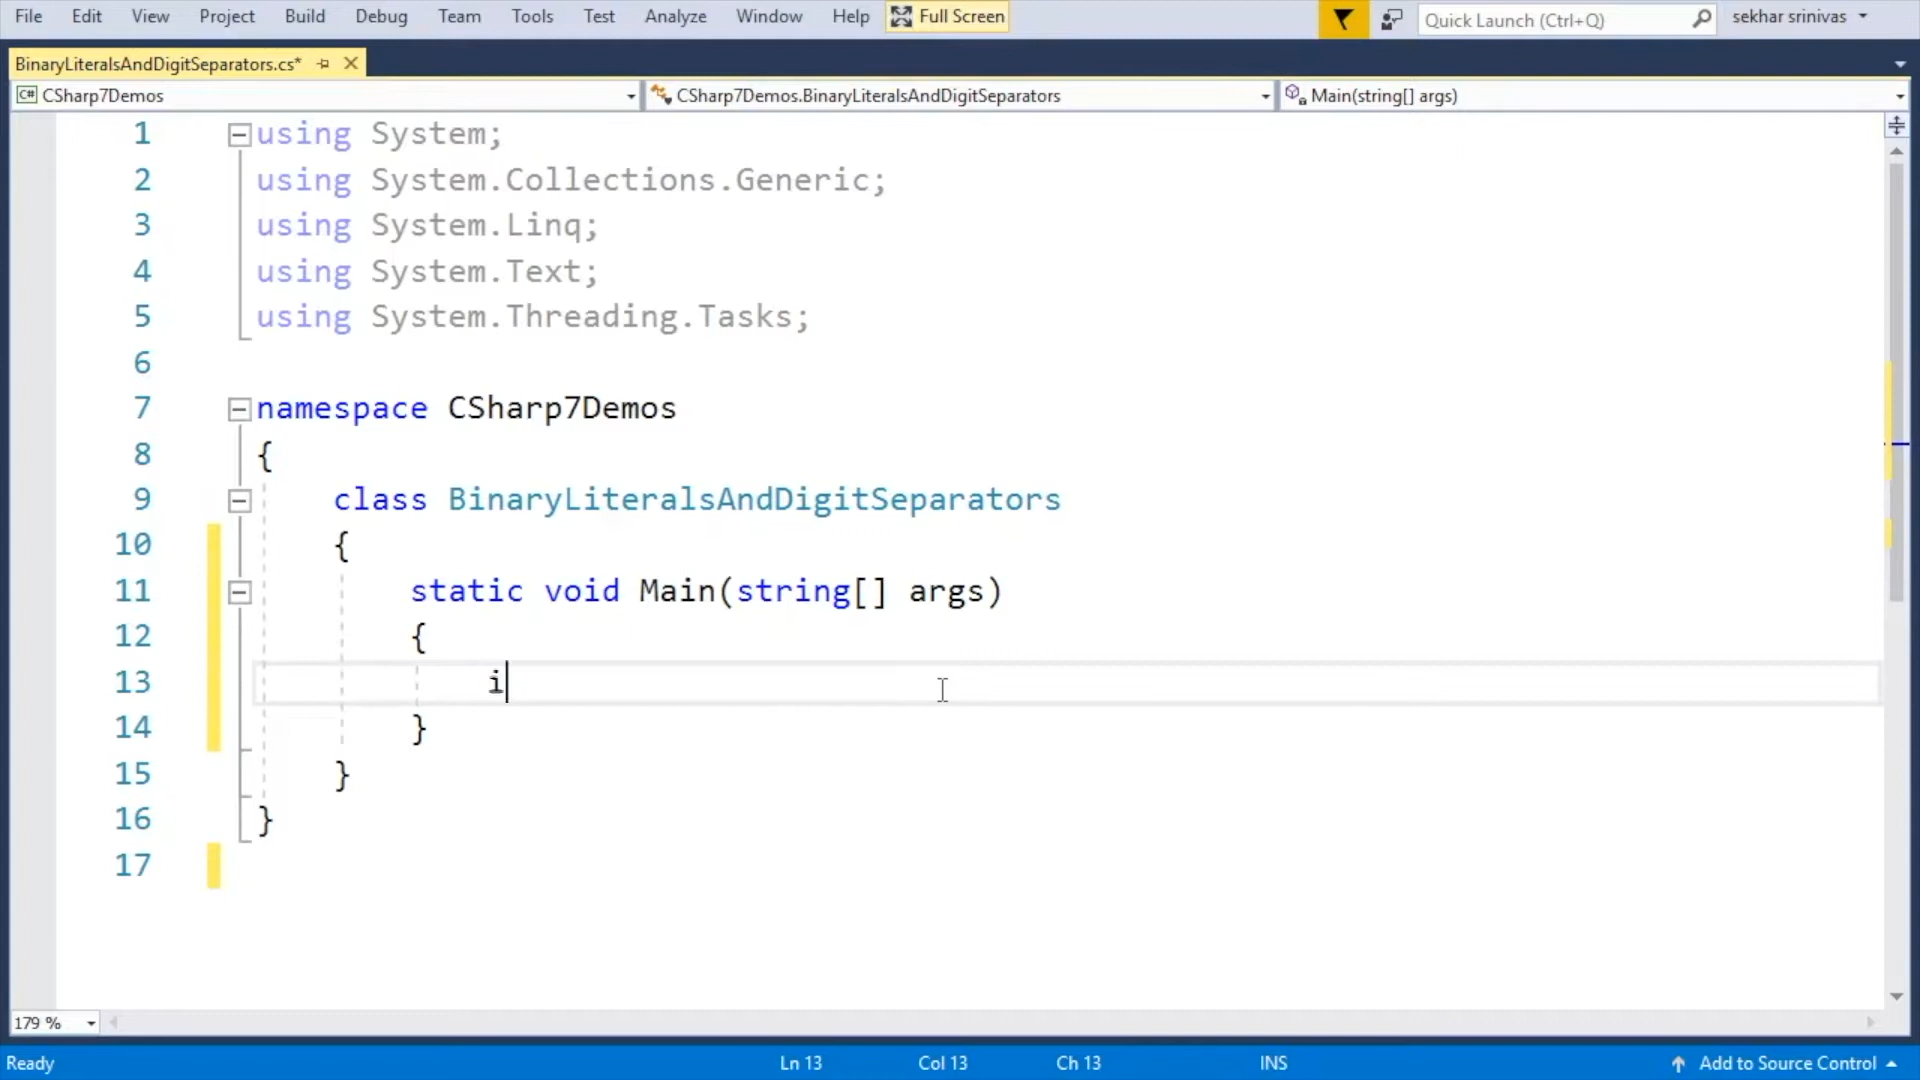 File Edit View Project Build Debug Team Tools Test Analyze Window Help Full Screen Quick Launch (Ctrl+Q) sekhar srinivas
BinaryLiteralsAndDigitSeparators.cs*
C# CSharp7Demos CSharp7Demos.BinaryLiteralsAndDigitSeparators Main(string[] args)
1 using System;
2 using System.Collections.Generic;
3 using System.Linq;
4 using System.Text;
5 using System.Threading.Tasks;
6
7 namespace CSharp7Demos
8 {
9 class BinaryLiteralsAndDigitSeparators
10 {
11 static void Main(string[] args)
12 {
13 i
14 }
15 }
16 }
17
179 %
Ready Ln 13 Col 13 Ch 13 INS Add to Source Control